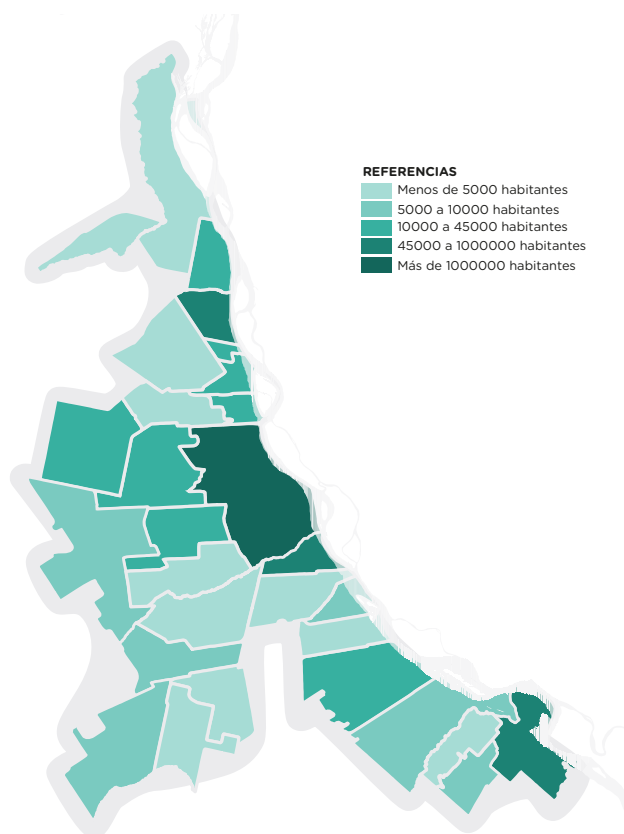 REFERENCIAS
Menos de 5000 habitantes
5000 a 10000 habitantes
10000 a 45000 habitantes
45000 a 1000000 habitantes
Más de 1000000 habitantes